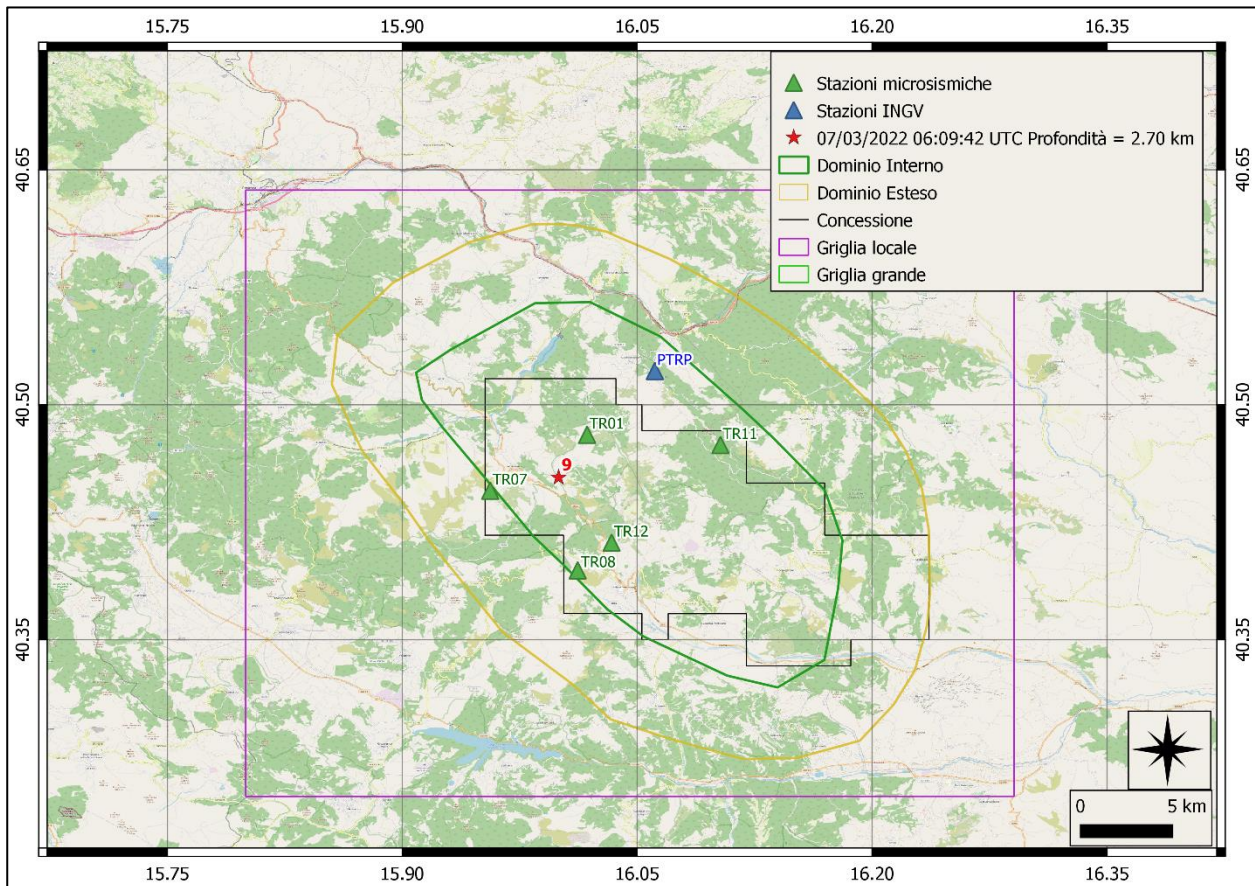 15.75 15.90 16.05 16.20 16.35
Stazioni microsismiche
Stazioni INGV
07/03/2022 06:09:42 UTC Profondità = 2.70 km
Dominio Interno
Dominio Esteso
Concessione
Griglia locale
Griglia grande
40.65 40.65
PTRP
40.50 40.50
TR01
TR11
9
TR07
TR12
TR08
40.35 40.35
0 5 km
15.75 15.90 16.05 16.20 16.35